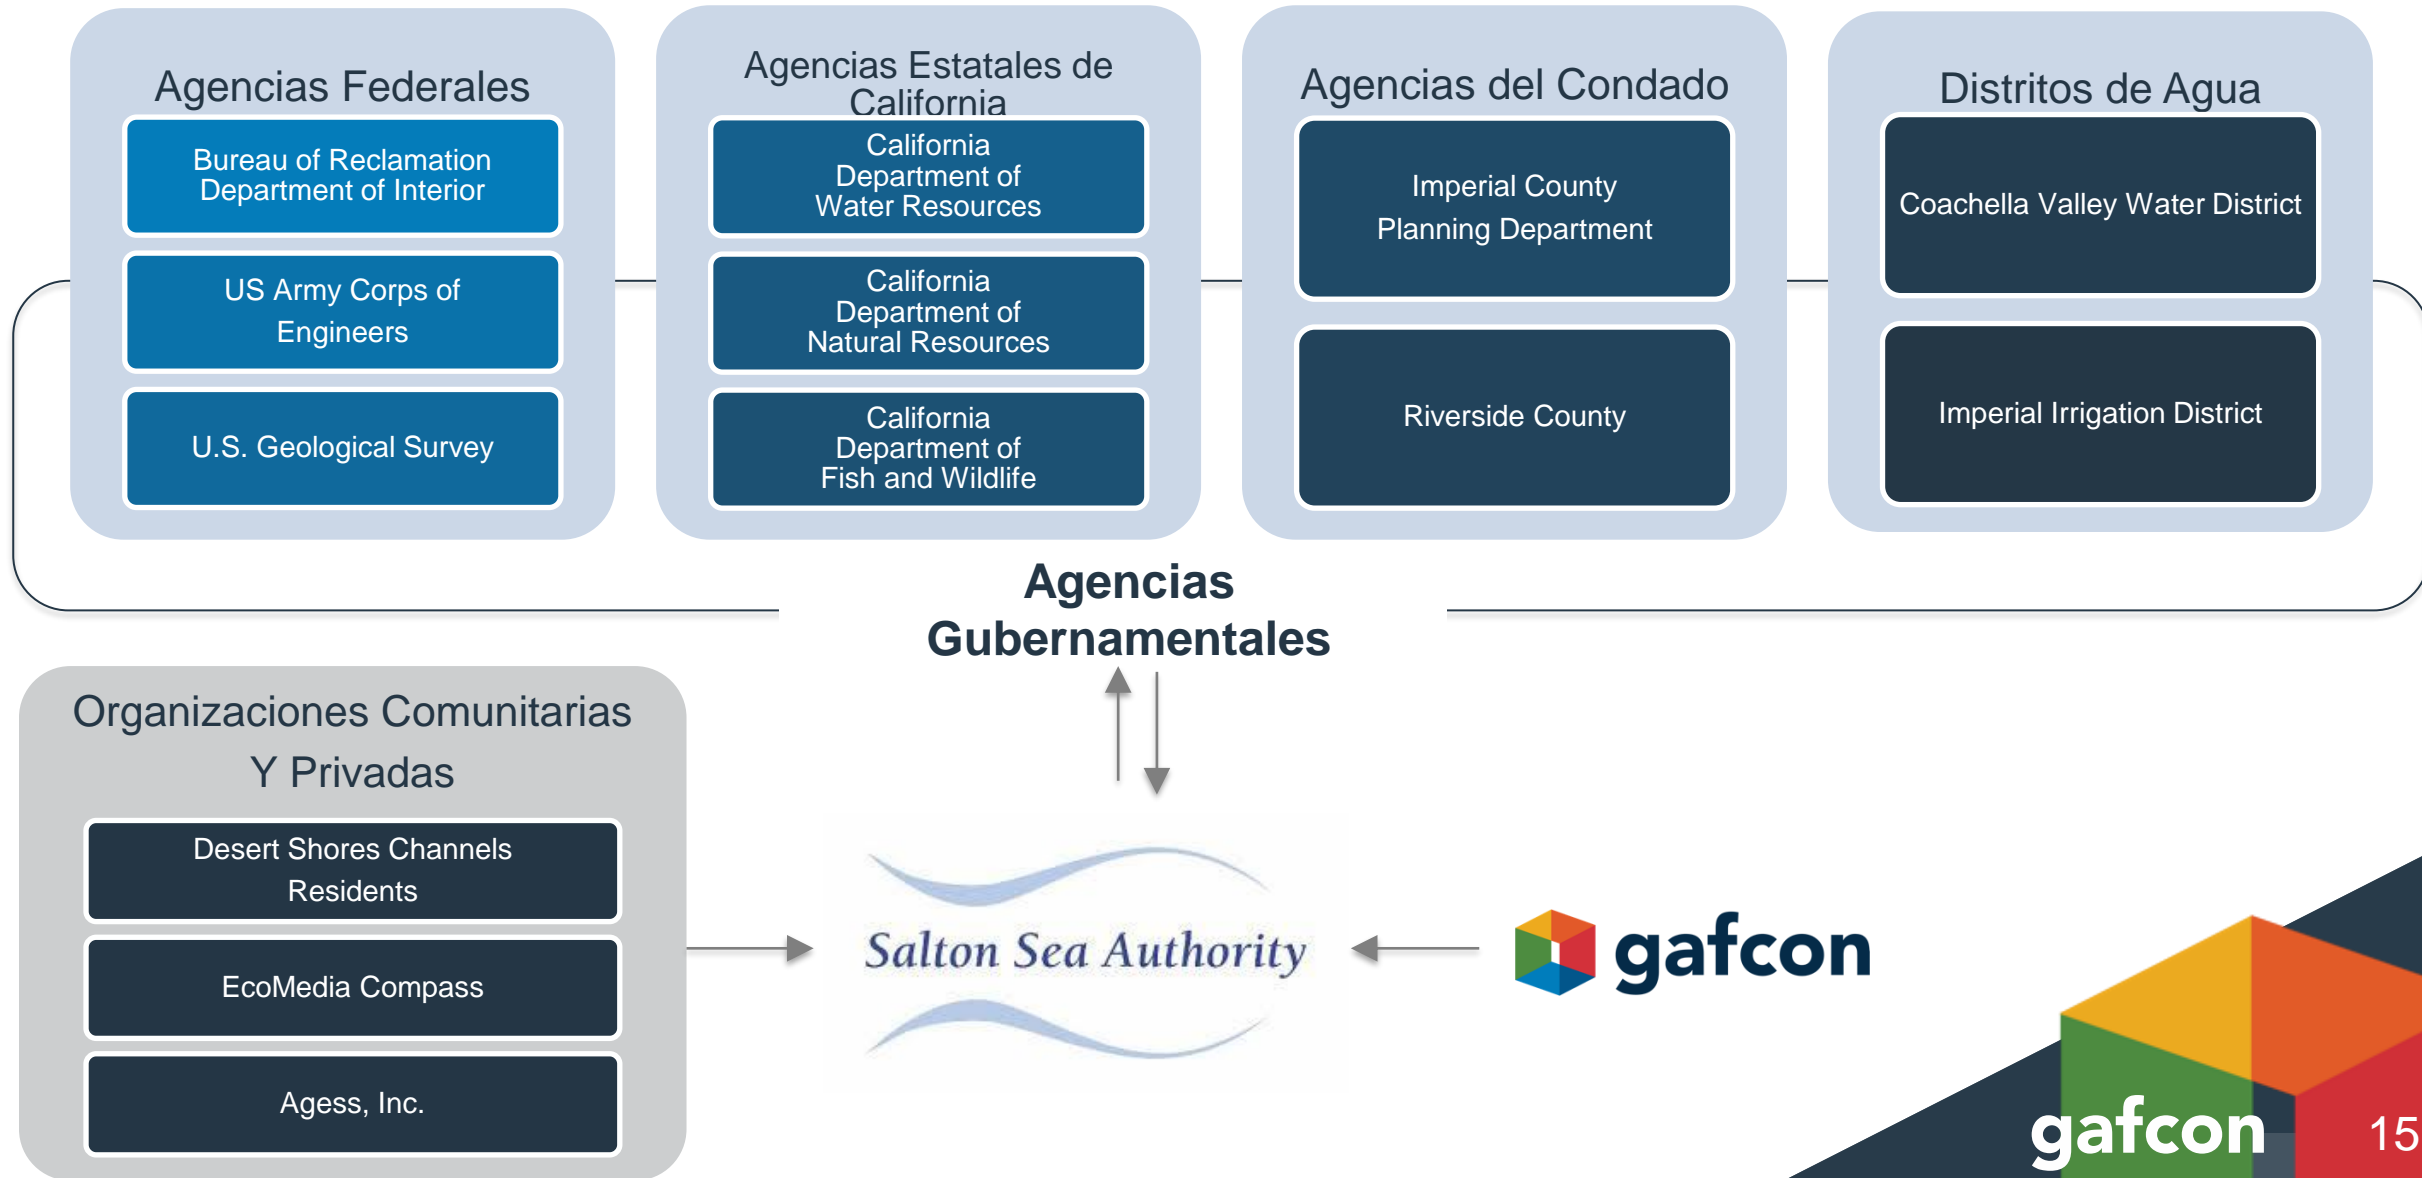 Agencias Federales
Bureau of Reclamation
Department of Interior
US Army Corps of
Engineers
U.S. Geological Survey
Agencias Estatales de
California
California
Department of
Water Resources
California
Department of
Natural Resources
California
Department of
Fish and Wildlife
Agencias del Condado
Imperial County
Planning Department
Riverside County
Distritos de Agua
Coachella Valley Water District
Imperial Irrigation District
Agencias
Gubernamentales
Organizaciones Comunitarias
Y Privadas
Desert Shores Channels
Residents
EcoMedia Compass
Agess, Inc.
Salton Sea Authority
gafcon
gafcon
15